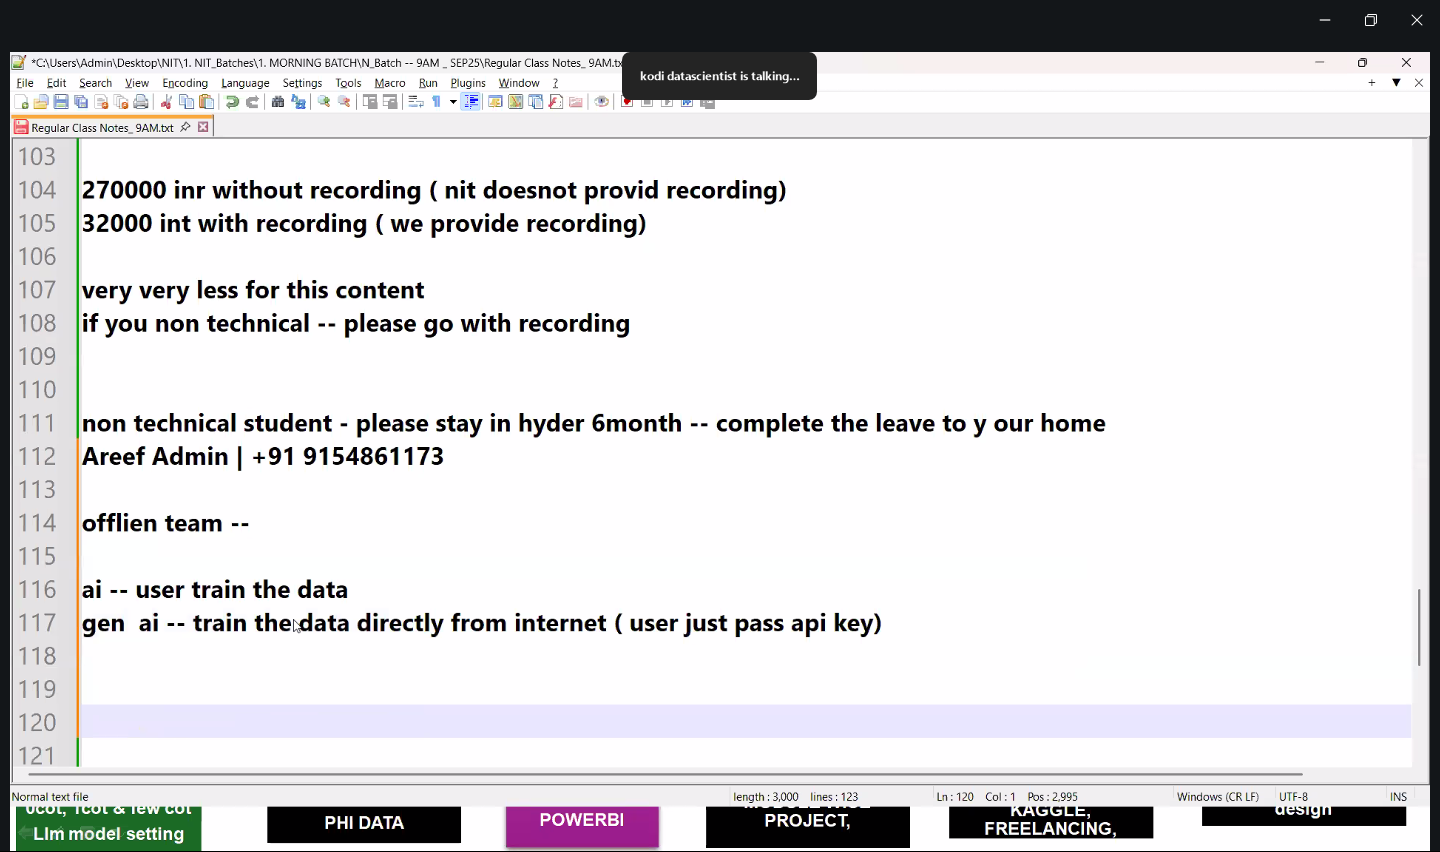 *C:\Users\Admin\Desktop\NIT\1. NIT_Batches\1. MORNING BATCH\N_Batch -- 9AM _ SEP25\Regular Class Notes_ 9AM.tx
kodi datascientist is talking...
File Edit Search View Encoding Language Settings Tools Macro Run Plugins Window ?
Regular Class Notes_ 9AM.txt
103
104 270000 inr without recording ( nit doesnot provid recording)
105 32000 int with recording ( we provide recording)
106
107 very very less for this content
108 if you non technical -- please go with recording
109
110
111 non technical student - please stay in hyder 6month -- complete the leave to y our home
112 Areef Admin | +91 9154861173
113
114 offlien team --
115
116 ai -- user train the data
117 gen ai -- train the data directly from internet ( user just pass api key)
118
119
120
121
Normal text file length : 3,000 lines : 123 Ln : 120 Col : 1 Pos : 2,995 Windows (CR LF) UTF-8 INS
Llm model setting
PHI DATA
POWERBI
PROJECT,
KAGGLE,
FREELANCING,
design